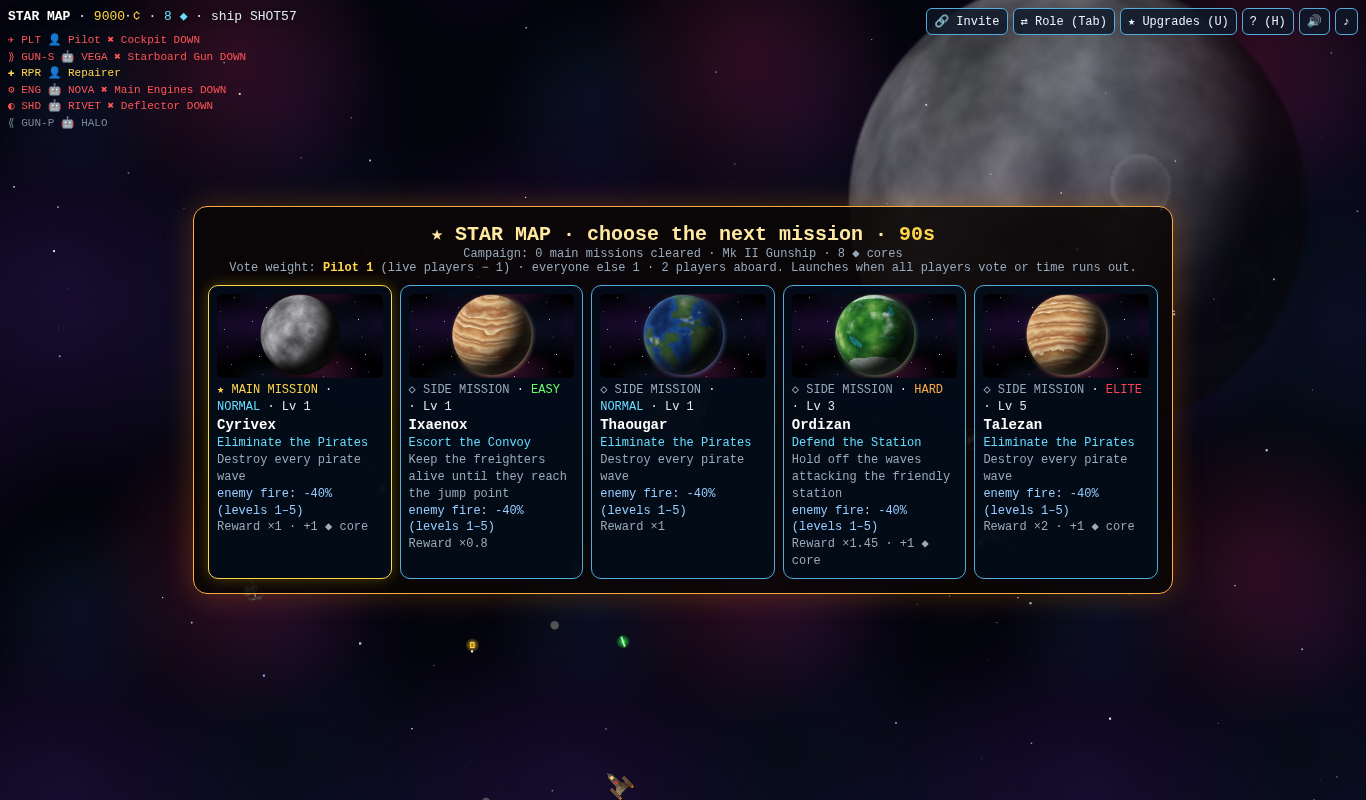 STAR MAP · 9000·₵ · 8 ◆ · ship SHOT57
🔗 Invite
⇄ Role (Tab)
★ Upgrades (U)
? (H)
🔊
♪
✈ PLT 👤 Pilot ✖ Cockpit DOWN
⟫ GUN-S 🤖 VEGA ✖ Starboard Gun DOWN
✚ RPR 👤 Repairer
⚙ ENG 🤖 NOVA ✖ Main Engines DOWN
◐ SHD 🤖 RIVET ✖ Deflector DOWN
⟪ GUN-P 🤖 HALO
★ STAR MAP · choose the next mission · 90s
Campaign: 0 main missions cleared · Mk II Gunship · 8 ◆ cores
Vote weight: Pilot 1 (live players − 1) · everyone else 1 · 2 players aboard. Launches when all players vote or time runs out.
★ MAIN MISSION ·
NORMAL · Lv 1
Cyrivex
Eliminate the Pirates
Destroy every pirate
wave
enemy fire: -40%
(levels 1–5)
Reward ×1 · +1 ◆ core
◇ SIDE MISSION · EASY
· Lv 1
Ixaenox
Escort the Convoy
Keep the freighters
alive until they reach
the jump point
enemy fire: -40%
(levels 1–5)
Reward ×0.8
◇ SIDE MISSION ·
NORMAL · Lv 1
Thaougar
Eliminate the Pirates
Destroy every pirate
wave
enemy fire: -40%
(levels 1–5)
Reward ×1
◇ SIDE MISSION · HARD
· Lv 3
Ordizan
Defend the Station
Hold off the waves
attacking the friendly
station
enemy fire: -40%
(levels 1–5)
Reward ×1.45 · +1 ◆
core
◇ SIDE MISSION · ELITE
· Lv 5
Talezan
Eliminate the Pirates
Destroy every pirate
wave
enemy fire: -40%
(levels 1–5)
Reward ×2 · +1 ◆ core